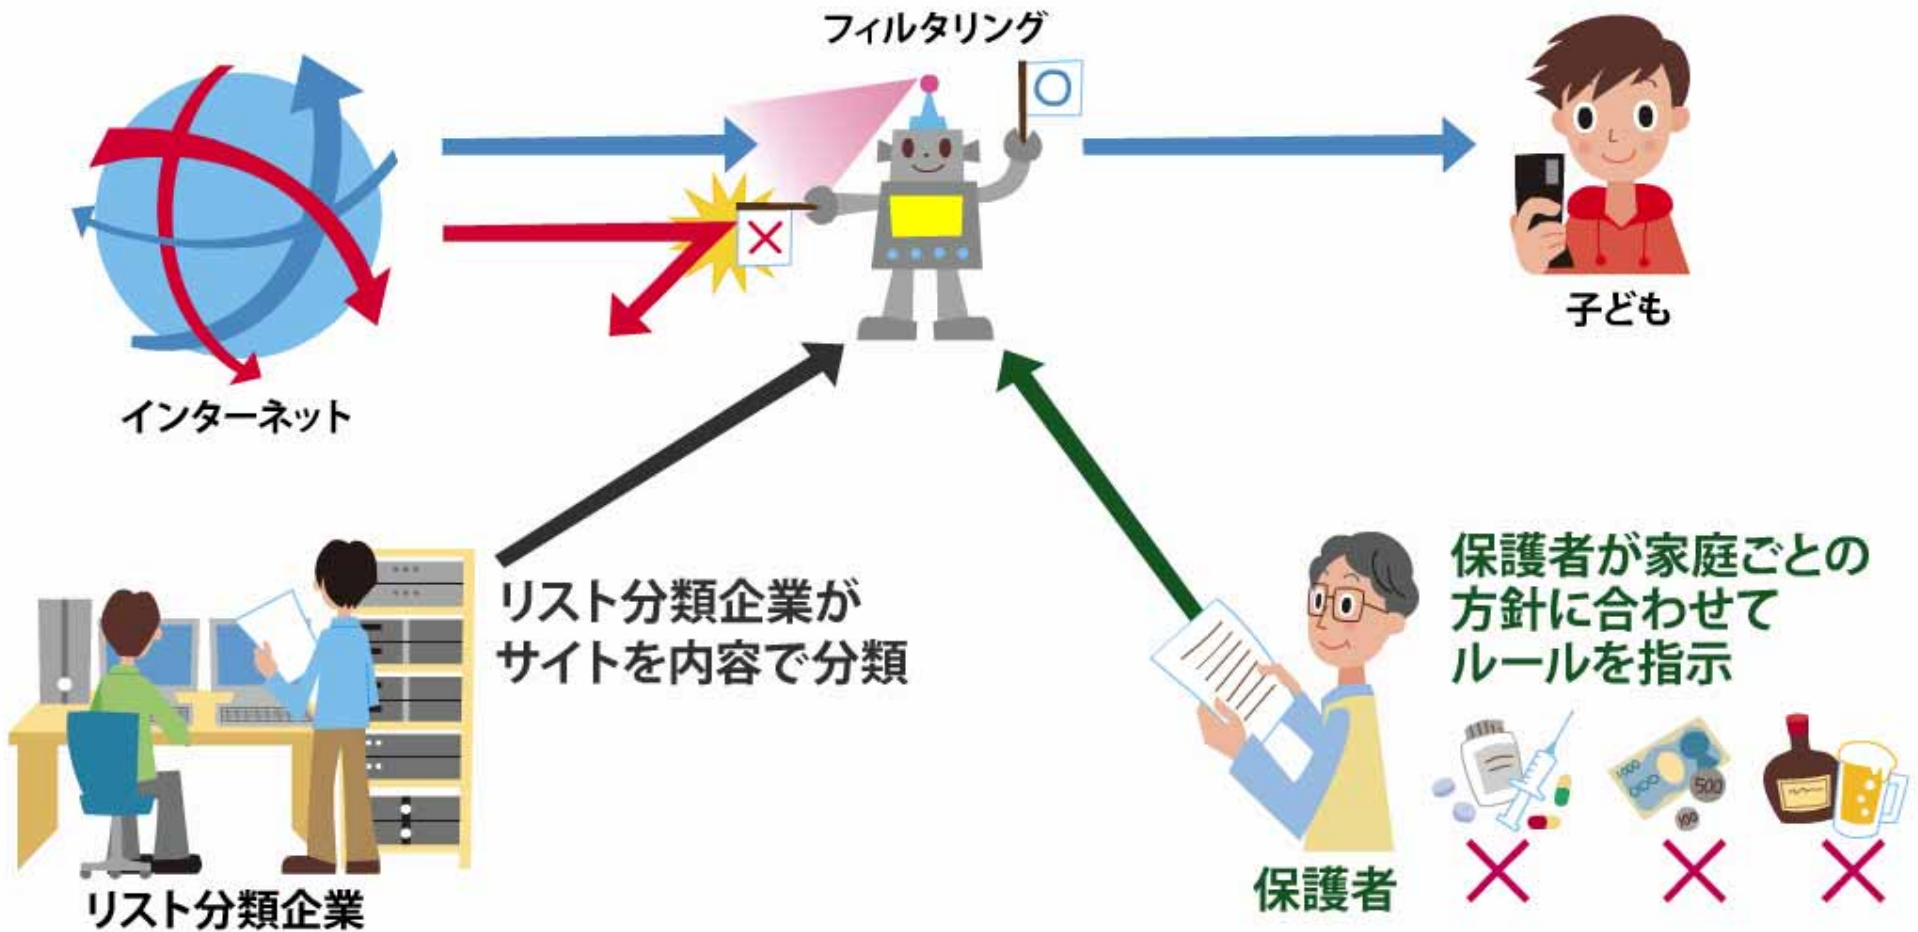 フィルタリング
インターネット
子ども
リスト分類企業が
サイトを内容で分類
リスト分類企業
保護者が家庭ごとの
方針に合わせて
ルールを指示
1000
500
100
保護者